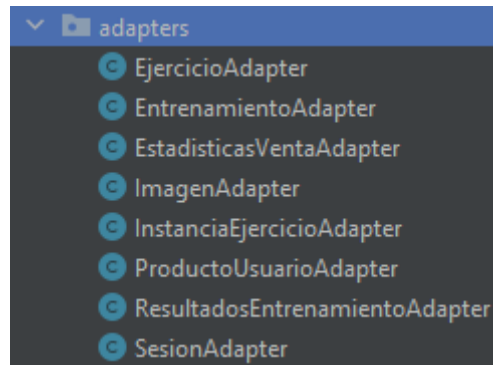 adapters
C EjercicioAdapter
C EntrenamientoAdapter
C EstadisticasVentaAdapter
C ImagenAdapter
C InstanciaEjercicioAdapter
C ProductoUsuarioAdapter
C ResultadosEntrenamientoAdapter
C SesionAdapter